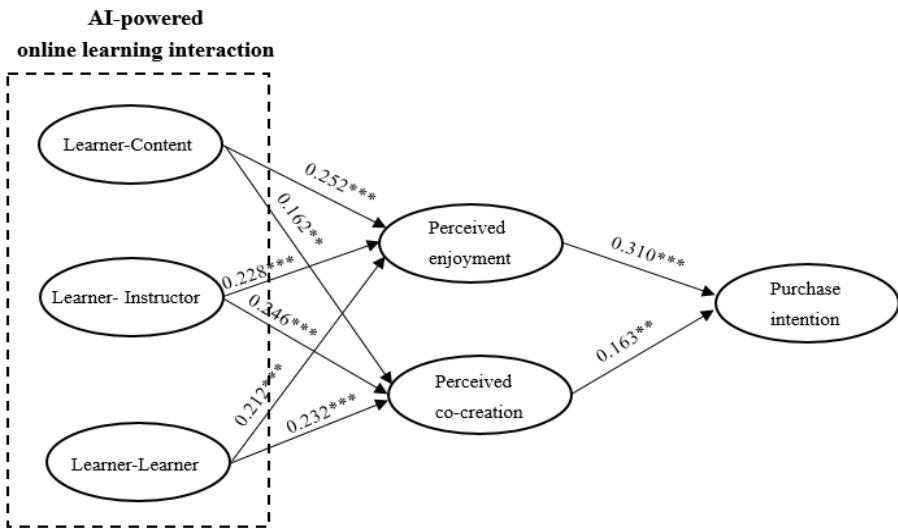 AI-powered
online learning interaction
Learner-Content
0.252***
0.162**
Perceived
enjoyment
0.310***
0.228***
Learner- Instructor
0.246***
Purchase
intention
0.163**
Perceived
co-creation
0.212***
0.232***
Learner-Learner